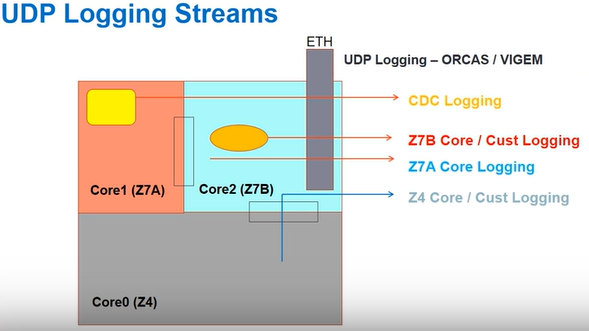 UDP Logging Streams
ETH
UDP Logging – ORCAS / VIGEM
CDC Logging
Z7B Core / Cust Logging
Z7A Core Logging
Core1 (Z7A)
Core2 (Z7B)
Z4 Core / Cust Logging
Core0 (Z4)